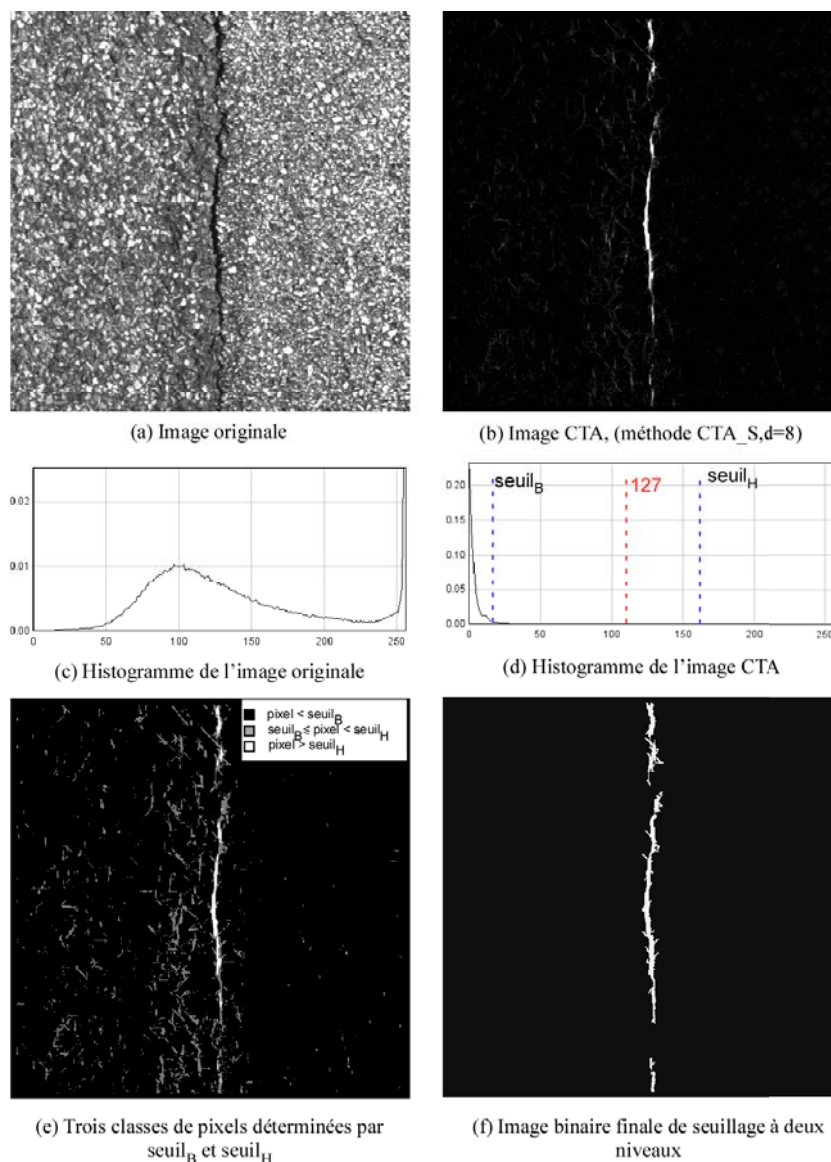 (a) Image originale
(b) Image CTA, (méthode CTA_S,d=8)
0.02
0.01
0.00
0 50 100 150 200 250
(c) Histogramme de l'image originale
0.20
0.15
0.10
0.05
0.00
seuilB
127
seuilH
0 50 100 150 200 250
(d) Histogramme de l'image CTA
pixel < seuilB
seuilB ≤ pixel < seuilH
pixel > seuilH
(e) Trois classes de pixels déterminées par
seuilB et seuilH
(f) Image binaire finale de seuillage à deux
niveaux